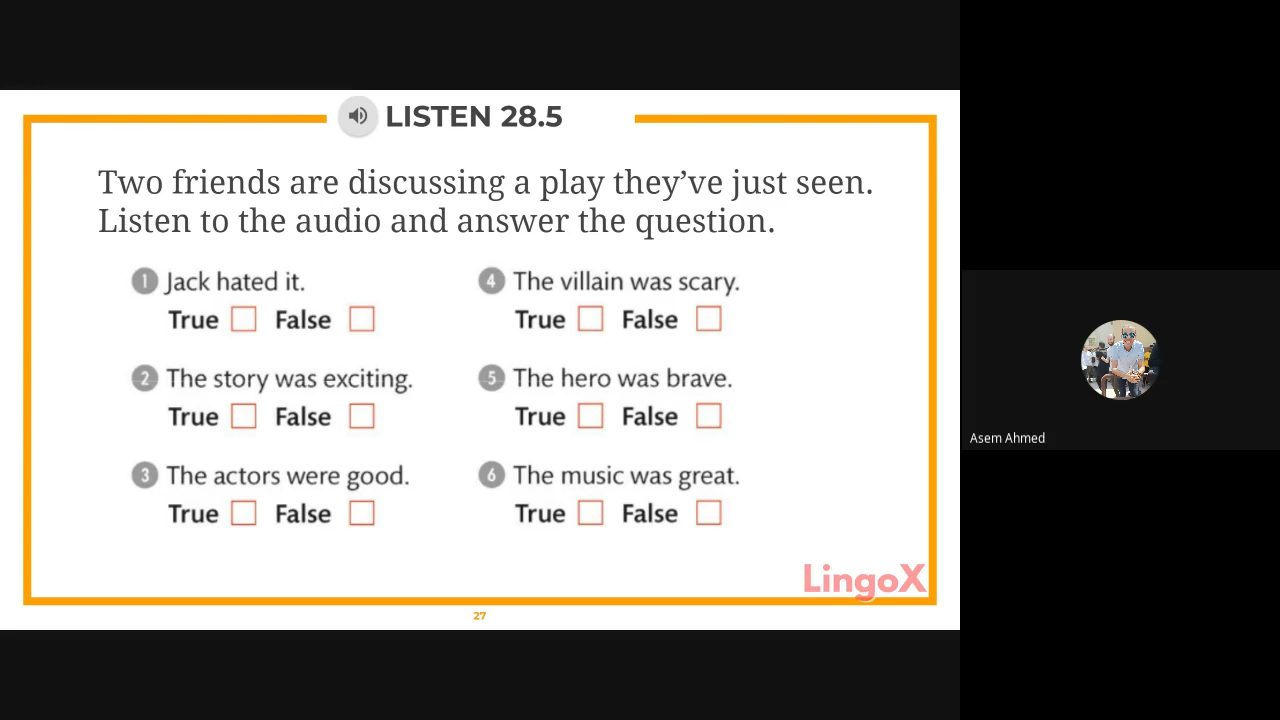 LISTEN 28.5
Two friends are discussing a play they’ve just seen.
Listen to the audio and answer the question.
1 Jack hated it.
True False
2 The story was exciting.
True False
3 The actors were good.
True False
4 The villain was scary.
True False
5 The hero was brave.
True False
6 The music was great.
True False
LingoX
27
Asem Ahmed